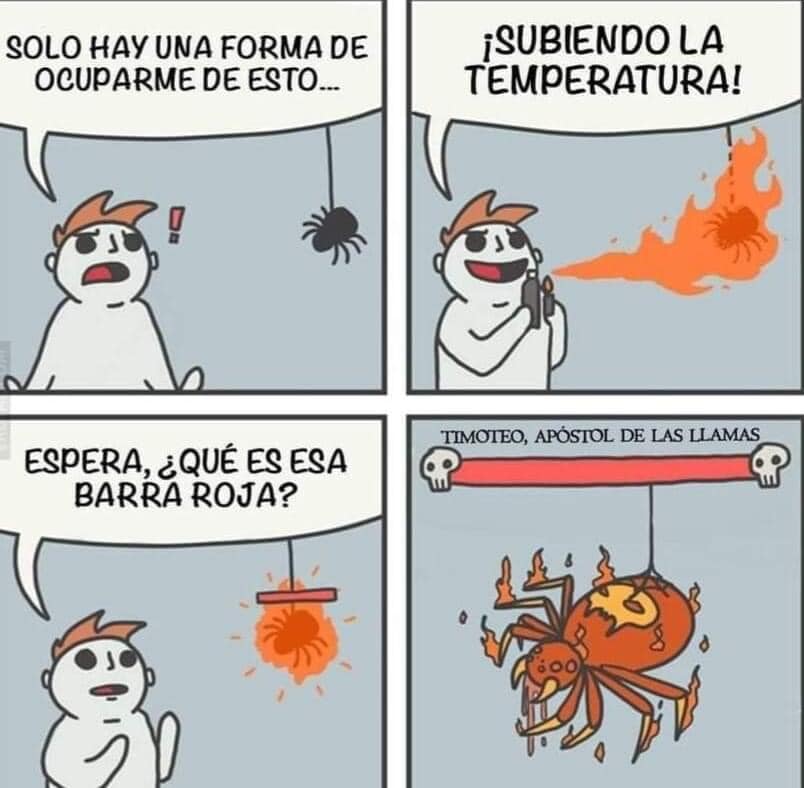 SOLO HAY UNA FORMA DE
OCUPARME DE ESTO...
!
¡SUBIENDO LA
TEMPERATURA!
ESPERA, ¿QUÉ ES ESA
BARRA ROJA?
TIMOTEO, APÓSTOL DE LAS LLAMAS